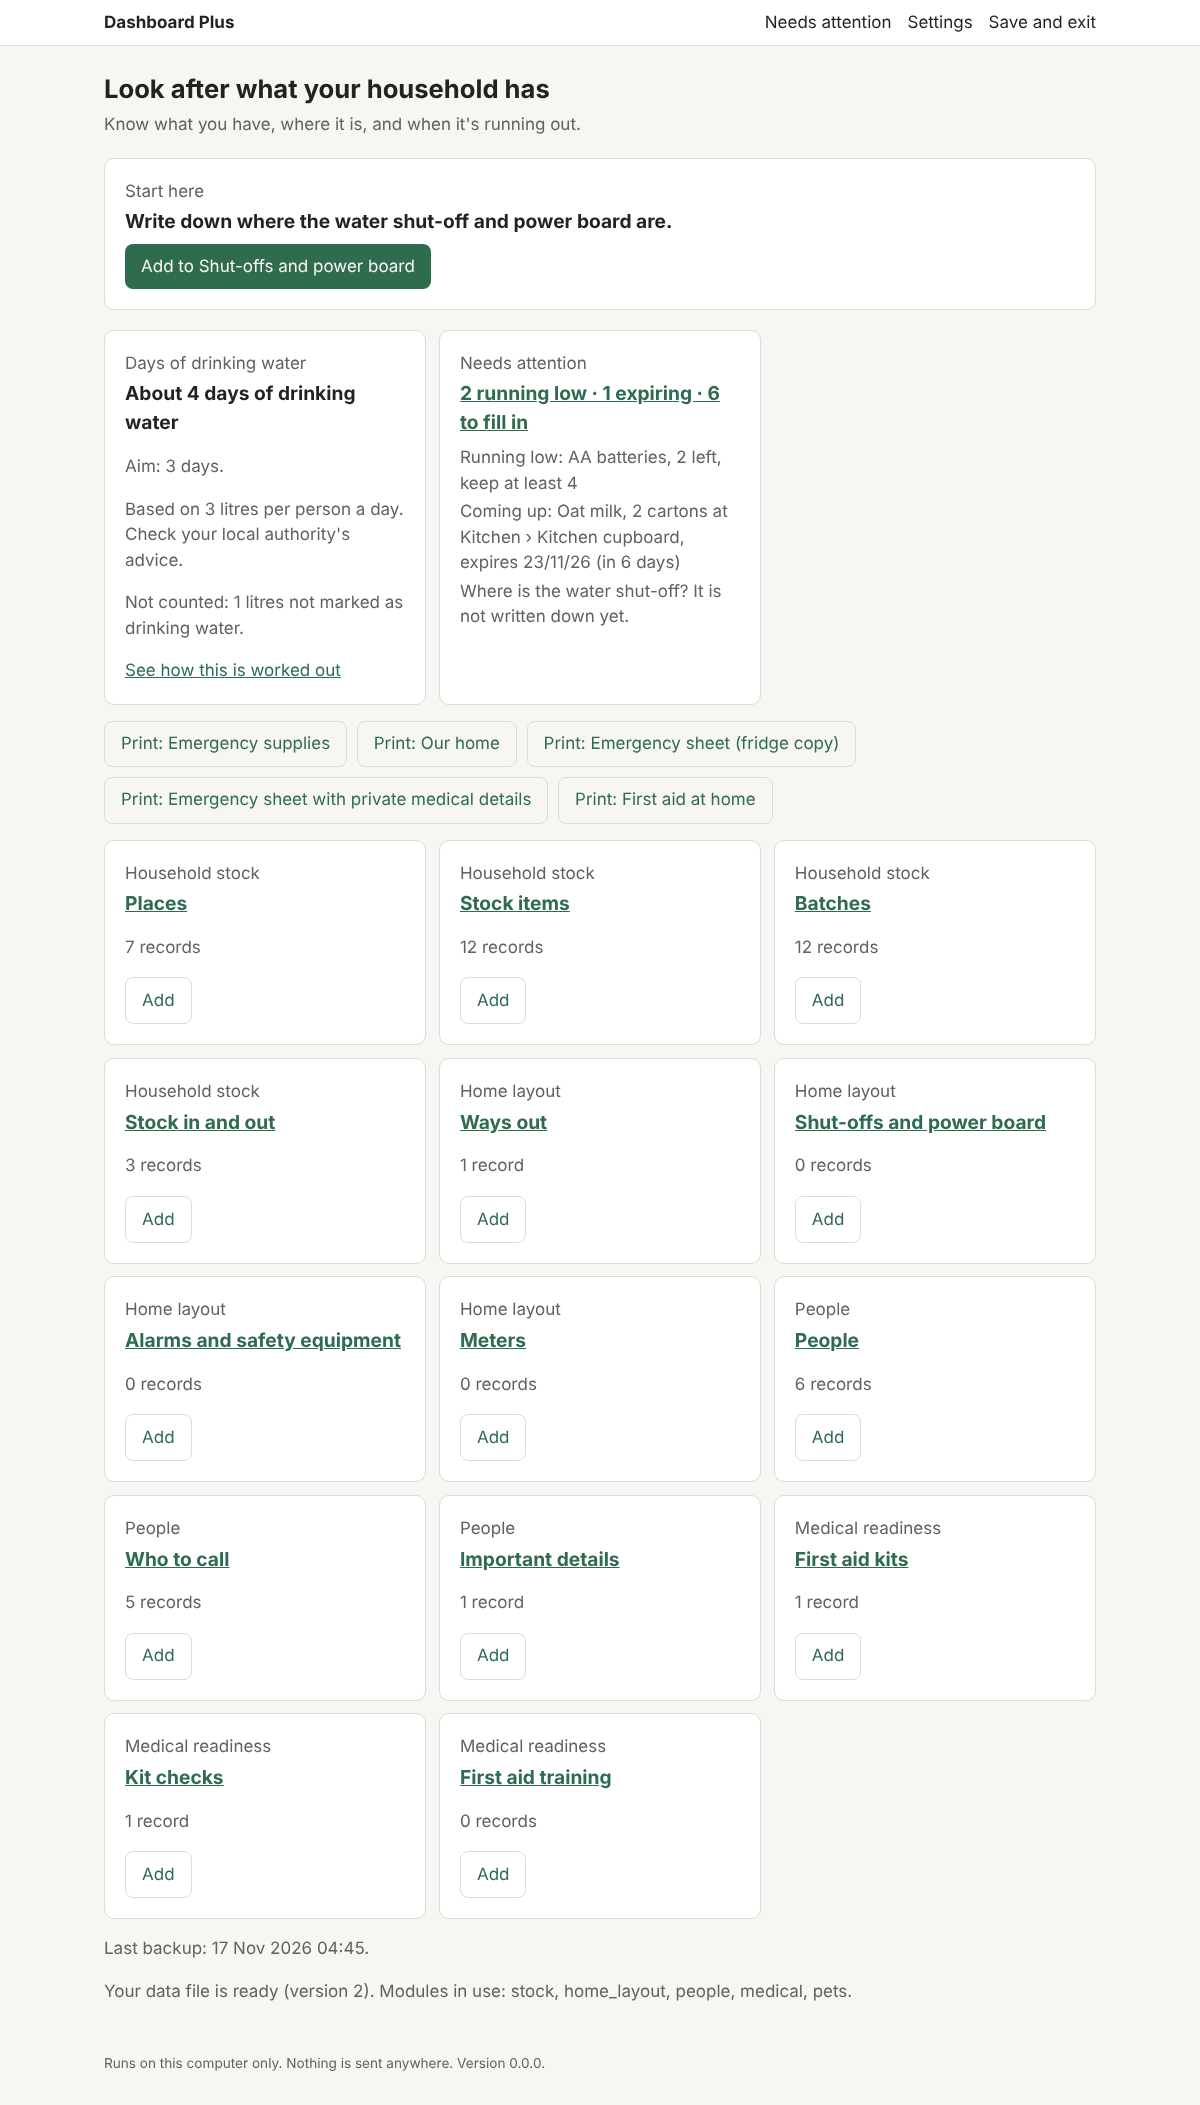 Dashboard Plus
Needs attention
Settings
Save and exit
Look after what your household has
Know what you have, where it is, and when it's running out.
Start here
Write down where the water shut-off and power board are.
Add to Shut-offs and power board
Days of drinking water
About 4 days of drinking
water
Aim: 3 days.
Based on 3 litres per person a day.
Check your local authority's
advice.
Not counted: 1 litres not marked as
drinking water.
See how this is worked out
Needs attention
2 running low · 1 expiring · 6
to fill in
Running low: AA batteries, 2 left,
keep at least 4
Coming up: Oat milk, 2 cartons at
Kitchen › Kitchen cupboard,
expires 23/11/26 (in 6 days)
Where is the water shut-off? It is
not written down yet.
Print: Emergency supplies
Print: Our home
Print: Emergency sheet (fridge copy)
Print: Emergency sheet with private medical details
Print: First aid at home
Household stock
Places
7 records
Add
Household stock
Stock items
12 records
Add
Household stock
Batches
12 records
Add
Household stock
Stock in and out
3 records
Add
Home layout
Ways out
1 record
Add
Home layout
Shut-offs and power board
0 records
Add
Home layout
Alarms and safety equipment
0 records
Add
Home layout
Meters
0 records
Add
People
People
6 records
Add
People
Who to call
5 records
Add
People
Important details
1 record
Add
Medical readiness
First aid kits
1 record
Add
Medical readiness
Kit checks
1 record
Add
Medical readiness
First aid training
0 records
Add
Last backup: 17 Nov 2026 04:45.
Your data file is ready (version 2). Modules in use: stock, home_layout, people, medical, pets.
Runs on this computer only. Nothing is sent anywhere. Version 0.0.0.